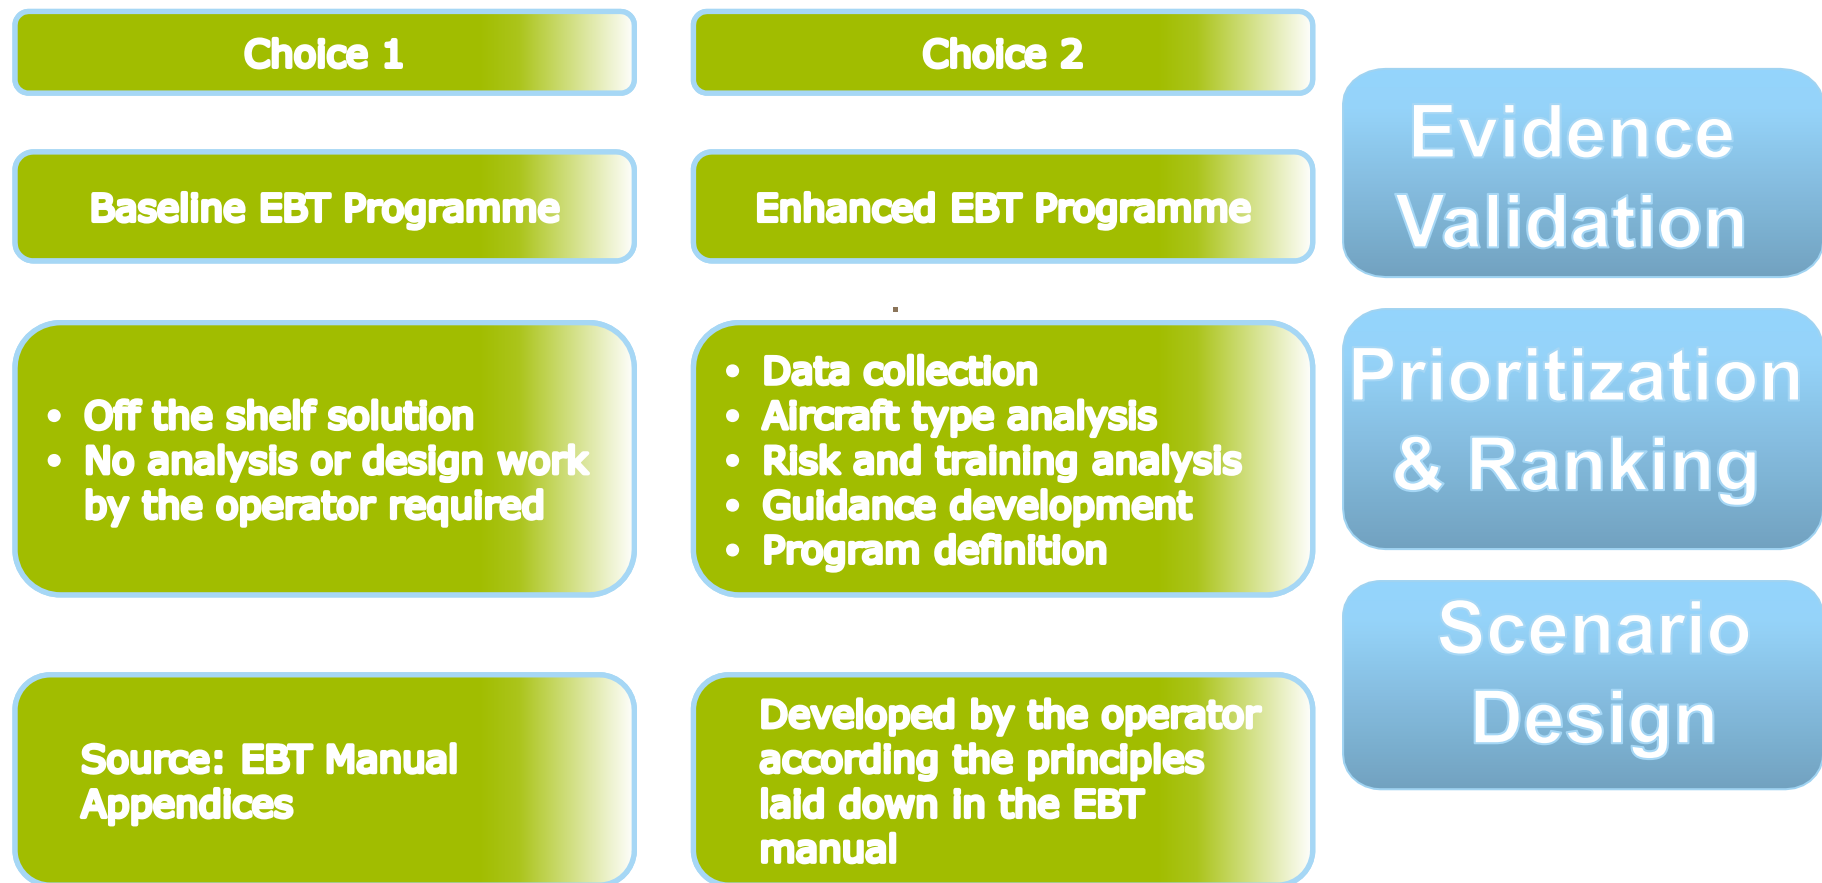 Choice 1
Baseline EBT Programme
• Off the shelf solution
• No analysis or design work
by the operator required
Source: EBT Manual
Appendices
Choice 2
Enhanced EBT Programme
• Data collection
• Aircraft type analysis
• Risk and training analysis
• Guidance development
• Program definition
Developed by the operator
according the principles
laid down in the EBT
manual
Evidence
Validation
Prioritization
& Ranking
Scenario
Design